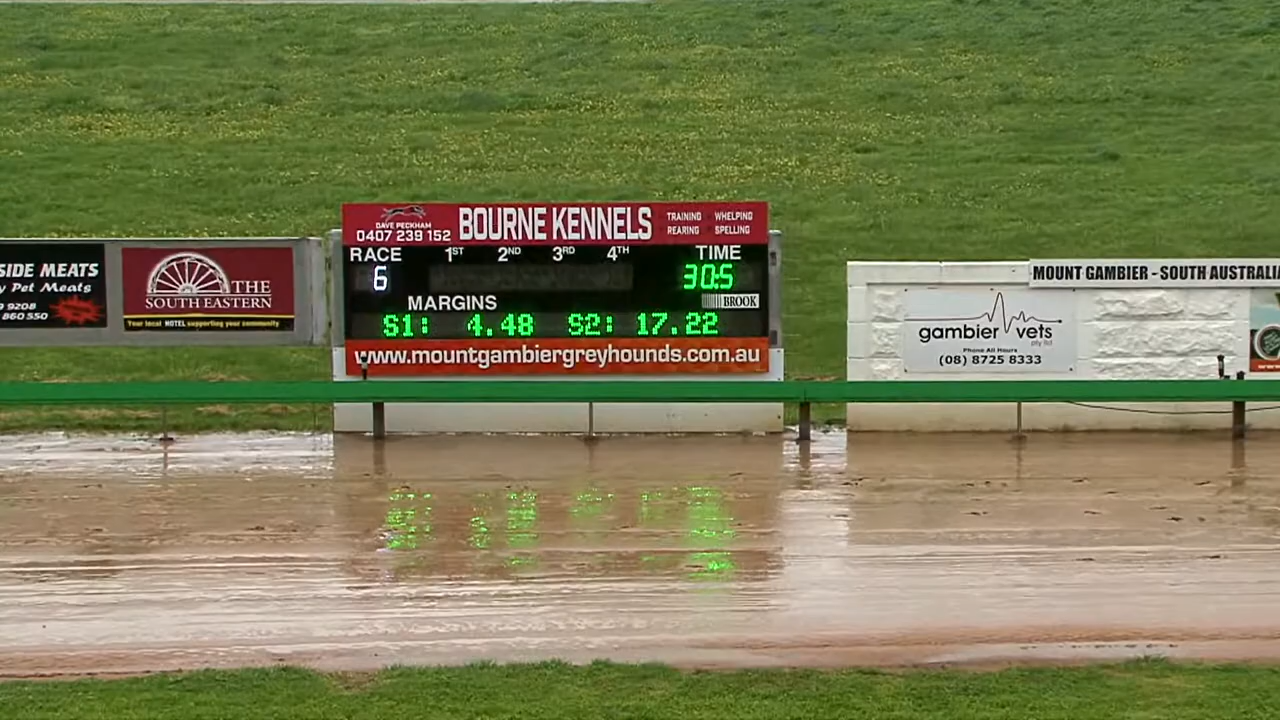 SIDE MEATS
y Pet Meats
9208
860 550
THE
SOUTH EASTERN
Your local HOTEL supporting your community
DAVE PECKHAM
0407 239 152
BOURNE KENNELS
TRAINING WHELPING
REARING SPELLING
RACE 1ST 2ND 3RD 4TH TIME
6 30:5
MARGINS
BROOK
S1: 4.48 S2: 17.22
www.mountgambiergreyhounds.com.au
MOUNT GAMBIER - SOUTH AUSTRALIA
gambier vets
pty ltd
Phone All Hours
(08) 8725 8333